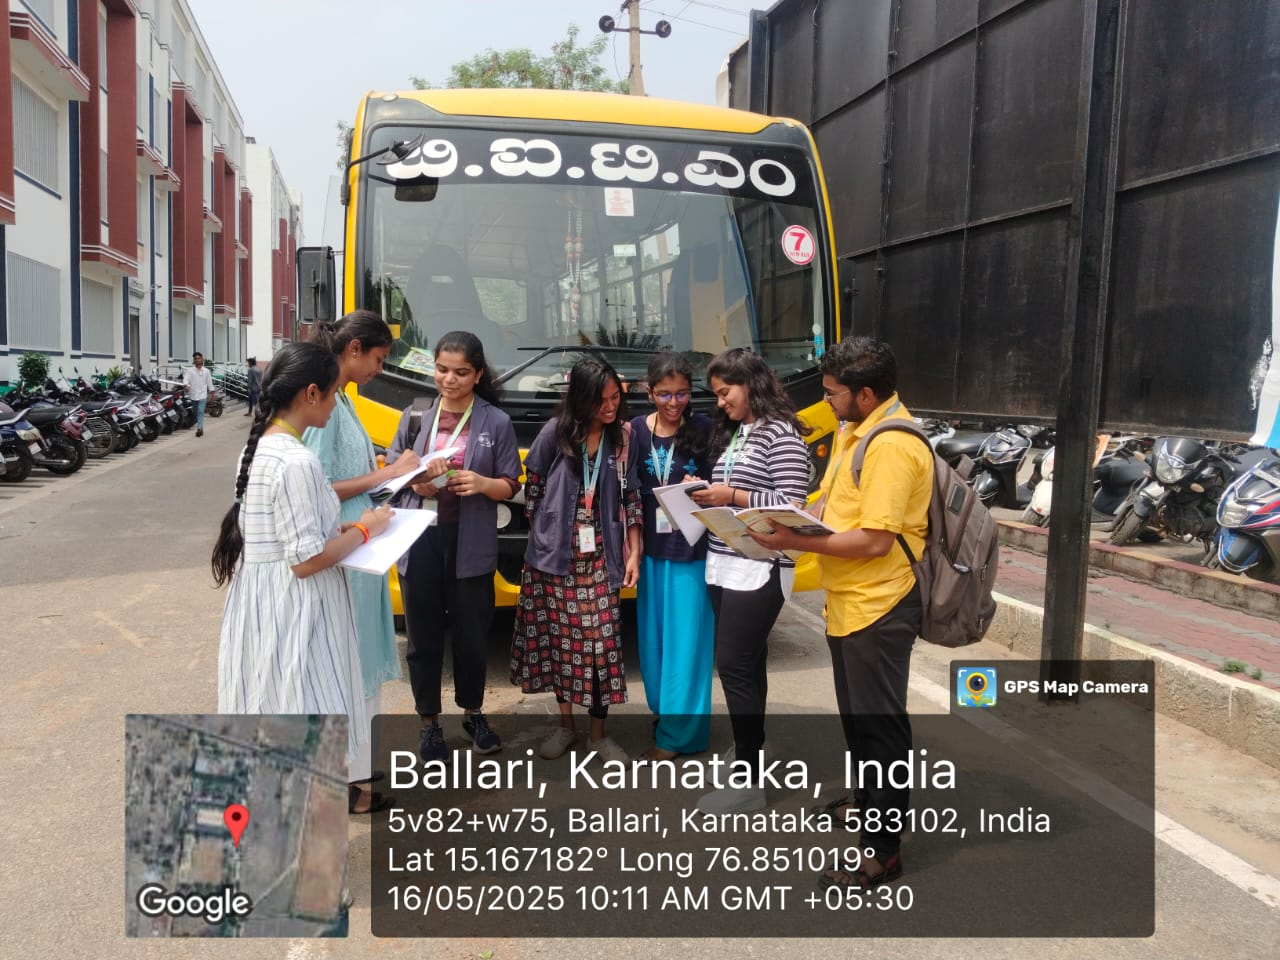 ಬಿ.ಐ.ಟಿ.ಎಂ
7
GPS Map Camera
Ballari, Karnataka, India
5v82+w75, Ballari, Karnataka 583102, India
Lat 15.167182° Long 76.851019°
16/05/2025 10:11 AM GMT +05:30
Google